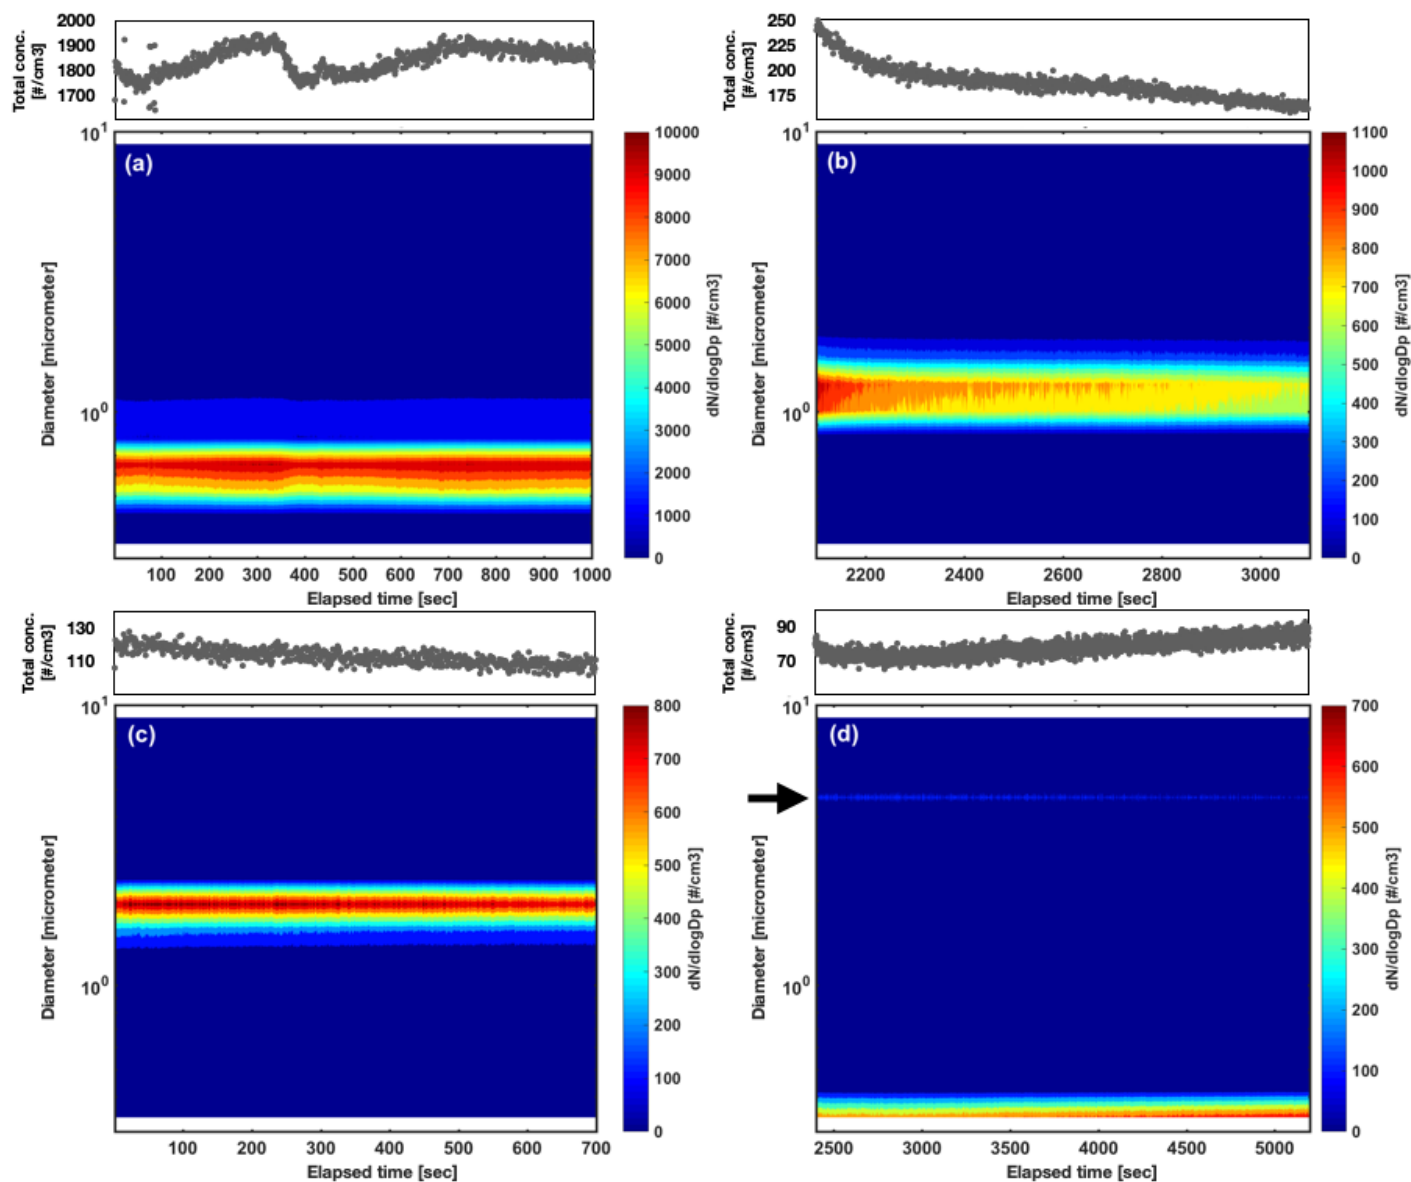 Total conc.
[#/cm3]
2000
1900
1800
1700
10^1
(a)
Diameter [micrometer]
10^0
100 200 300 400 500 600 700 800 900 1000
Elapsed time [sec]
10000
9000
8000
7000
6000
5000
4000
3000
2000
1000
0
dN/dlogDp [#/cm3]
Total conc.
[#/cm3]
250
225
200
175
10^1
(b)
Diameter [micrometer]
10^0
2200 2400 2600 2800 3000
Elapsed time [sec]
1100
1000
900
800
700
600
500
400
300
200
100
0
dN/dlogDp [#/cm3]
Total conc.
[#/cm3]
130
110
10^1
(c)
Diameter [micrometer]
10^0
100 200 300 400 500 600 700
Elapsed time [sec]
800
700
600
500
400
300
200
100
0
dN/dlogDp [#/cm3]
Total conc.
[#/cm3]
90
70
10^1
(d)
Diameter [micrometer]
10^0
2500 3000 3500 4000 4500 5000
Elapsed time [sec]
700
600
500
400
300
200
100
0
dN/dlogDp [#/cm3]